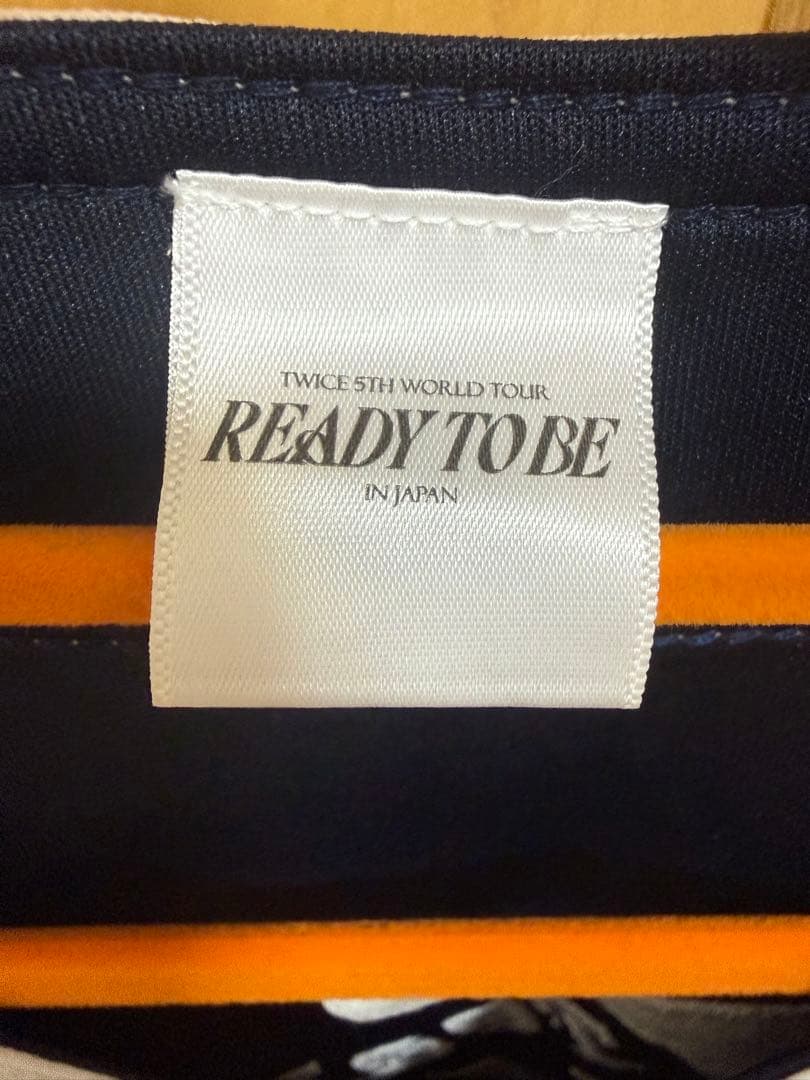 TWICE 5TH WORLD TOUR
READY TO BE
IN JAPAN